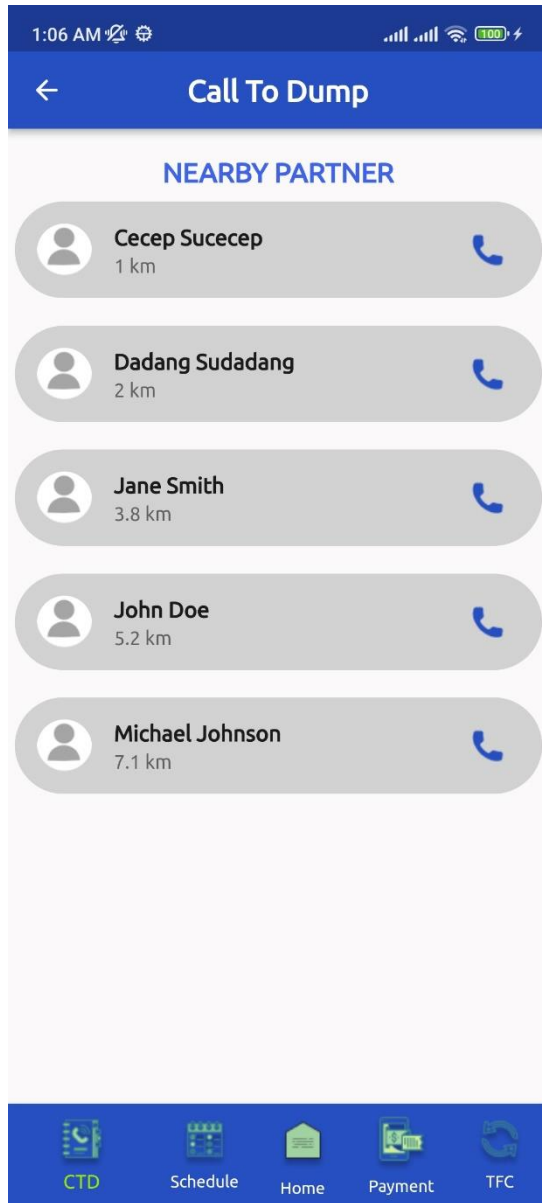 1:06 AM 100
Call To Dump
NEARBY PARTNER
Cecep Sucecep
1 km
Dadang Sudadang
2 km
Jane Smith
3.8 km
John Doe
5.2 km
Michael Johnson
7.1 km
CTD Schedule Home Payment TFC